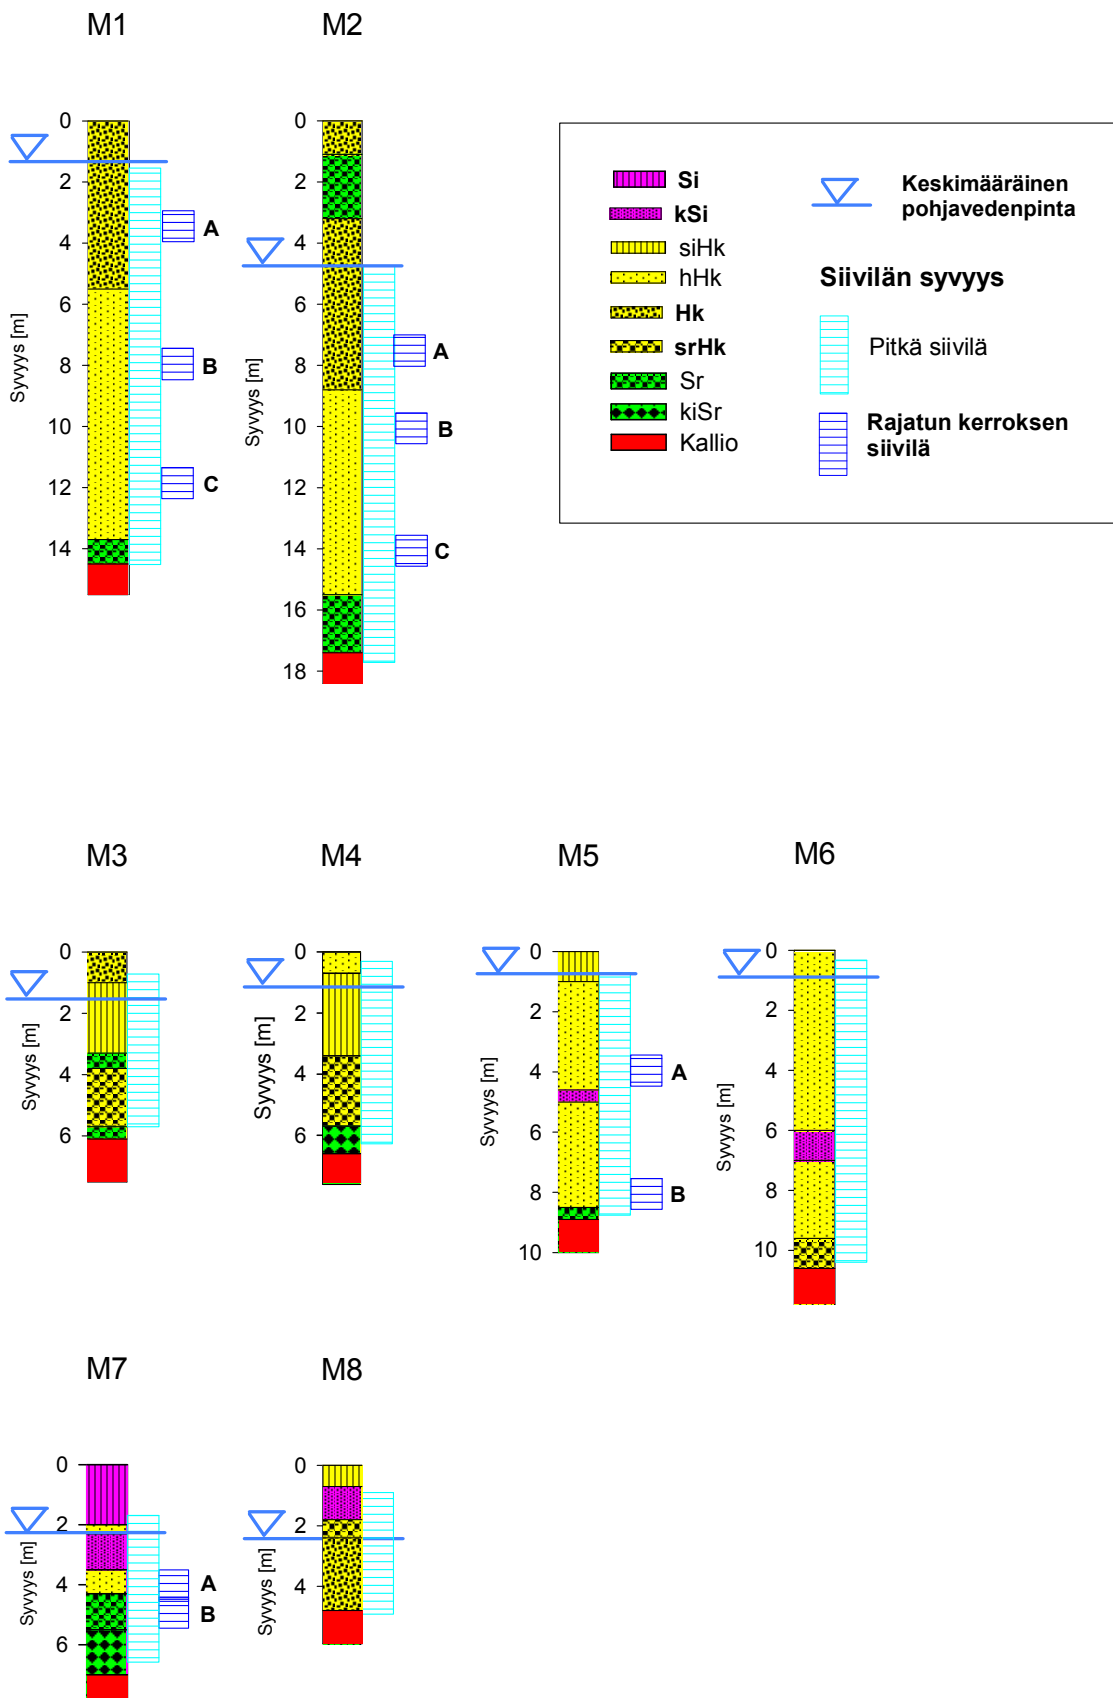 M1
M2
0
2
4
6
8
10
12
14
Syvyys [m]
A
B
C
0
2
4
6
8
10
12
14
16
18
Syvyys [m]
A
B
C
Si
kSi
siHk
hHk
Hk
srHk
Sr
kiSr
Kallio
Keskimääräinen
pohjavedenpinta
Siivilän syvyys
Pitkä siivilä
Rajatun kerroksen
siivilä
M3
M4
M5
M6
0
2
4
6
Syvyys [m]
0
2
4
6
Syvyys [m]
0
2
4
6
8
10
Syvyys [m]
A
B
0
2
4
6
8
10
Syvyys [m]
M7
M8
0
2
4
6
Syvyys [m]
A
B
0
2
4
Syvyys [m]